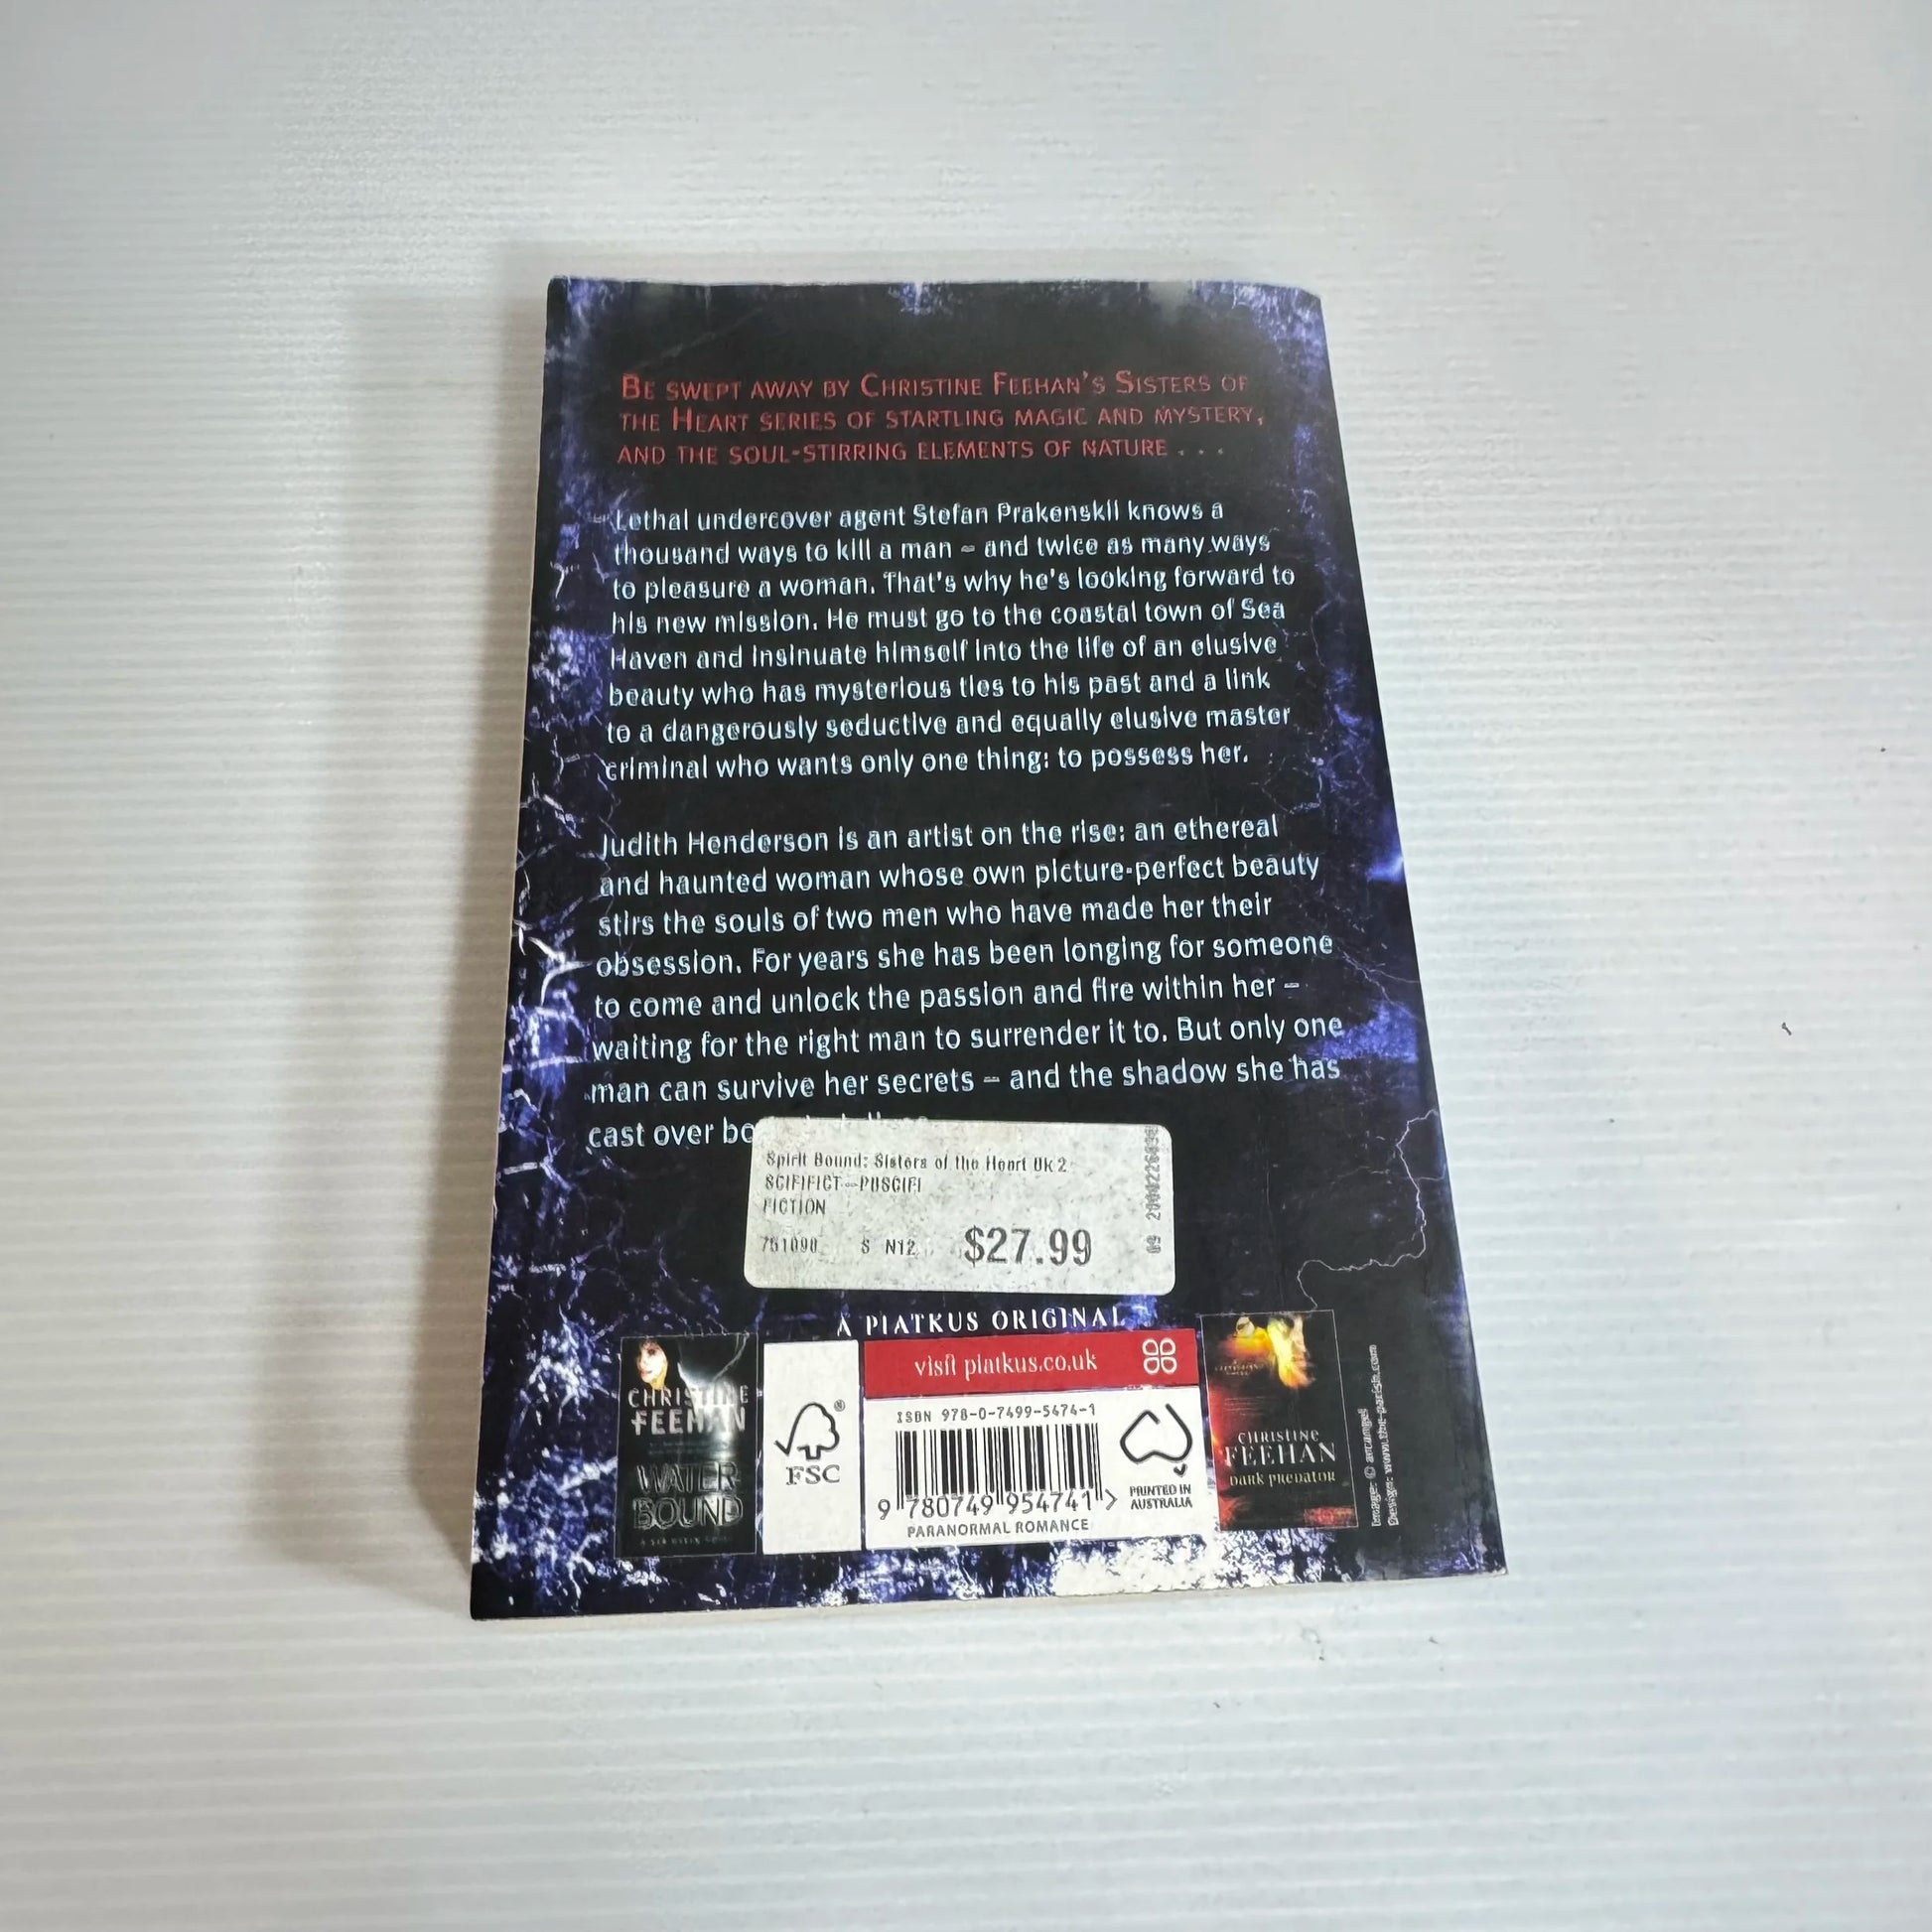 BE SWEPT AWAY BY CHRISTINE FEEHAN'S SISTERS OF
THE HEART SERIES OF STARTLING MAGIC AND MYSTERY,
AND THE SOUL-STIRRING ELEMENTS OF NATURE . . .
Lethal undercover agent Stefan Prakenskii knows a
thousand ways to kill a man – and twice as many ways
to pleasure a woman. That's why he's looking forward to
his new mission. He must go to the coastal town of Sea
Haven and insinuate himself into the life of an elusive
beauty who has mysterious ties to his past and a link
to a dangerously seductive and equally elusive master
criminal who wants only one thing: to possess her.
Judith Henderson is an artist on the rise: an ethereal
and haunted woman whose own picture-perfect beauty
stirs the souls of two men who have made her their
obsession. For years she has been longing for someone
to come and unlock the passion and fire within her –
waiting for the right man to surrender it to. But only one
man can survive her secrets – and the shadow she has
cast over
Spirit Bound: Sisters of the Heart Bk 2
SCIFIFICT
FICTION
S N12 $27.99
A PIATKUS ORIGINAL
visit piatkus.co.uk
CHRISTINE
FEEHAN
WATER
BOUND
FSC
®
ISBN 978-0-7499-5474-1
9 780749 954741 >
PARANORMAL ROMANCE
PRINTED IN
AUSTRALIA
CHRISTINE
FEEHAN
DARK PREDATOR
Image: © arcangel
Design: www.the-parish.com